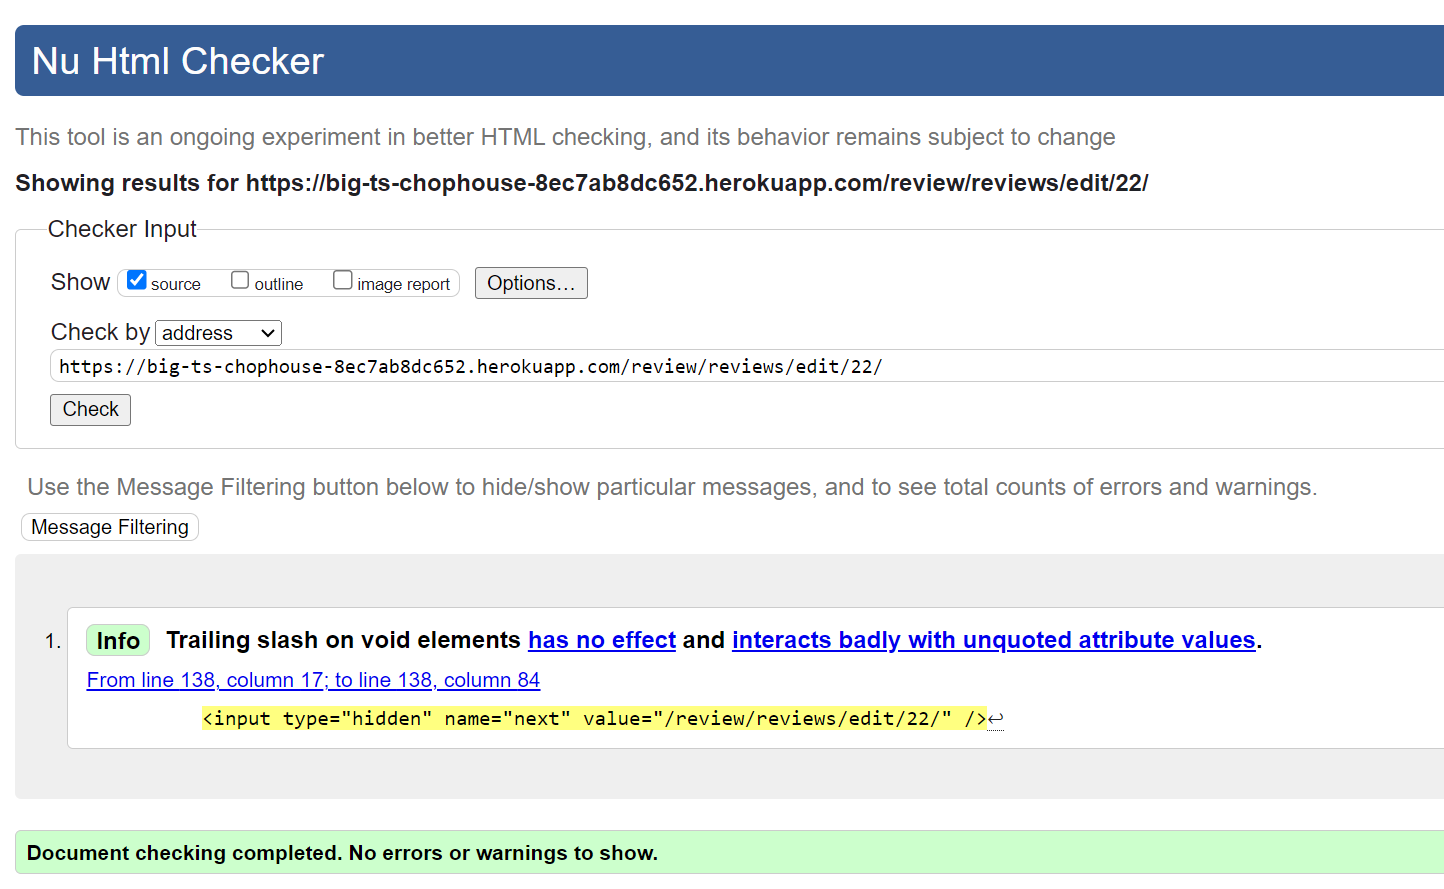 Nu Html Checker
This tool is an ongoing experiment in better HTML checking, and its behavior remains subject to change
Showing results for https://big-ts-chophouse-8ec7ab8dc652.herokuapp.com/review/reviews/edit/22/
Checker Input
Show source outline image report Options...
Check by address
https://big-ts-chophouse-8ec7ab8dc652.herokuapp.com/review/reviews/edit/22/
Check
Use the Message Filtering button below to hide/show particular messages, and to see total counts of errors and warnings.
Message Filtering
1. Info Trailing slash on void elements has no effect and interacts badly with unquoted attribute values.
From line 138, column 17; to line 138, column 84
<input type="hidden" name="next" value="/review/reviews/edit/22/" />↩
Document checking completed. No errors or warnings to show.